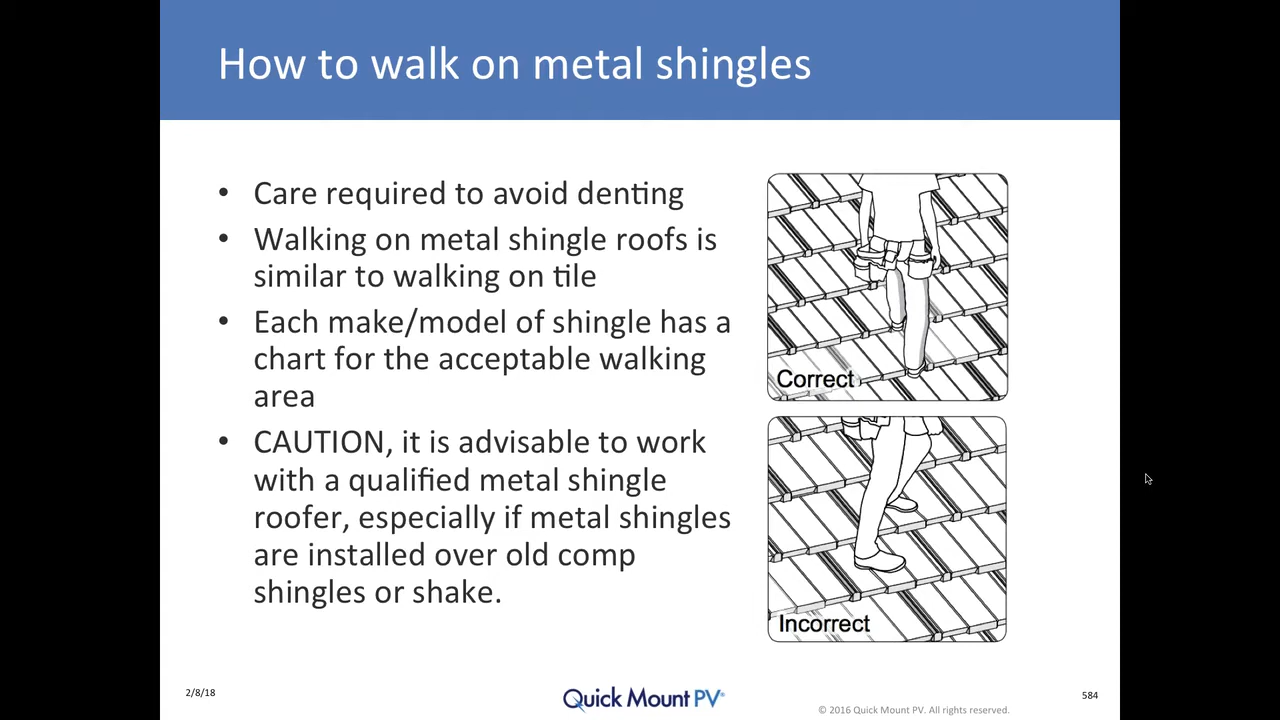 How to walk on metal shingles
• Care required to avoid denting
• Walking on metal shingle roofs is
similar to walking on tile
• Each make/model of shingle has a
chart for the acceptable walking
area
• CAUTION, it is advisable to work
with a qualified metal shingle
roofer, especially if metal shingles
are installed over old comp
shingles or shake.
Correct
Incorrect
2/8/18
Quick Mount PV®
584
© 2016 Quick Mount PV. All rights reserved.